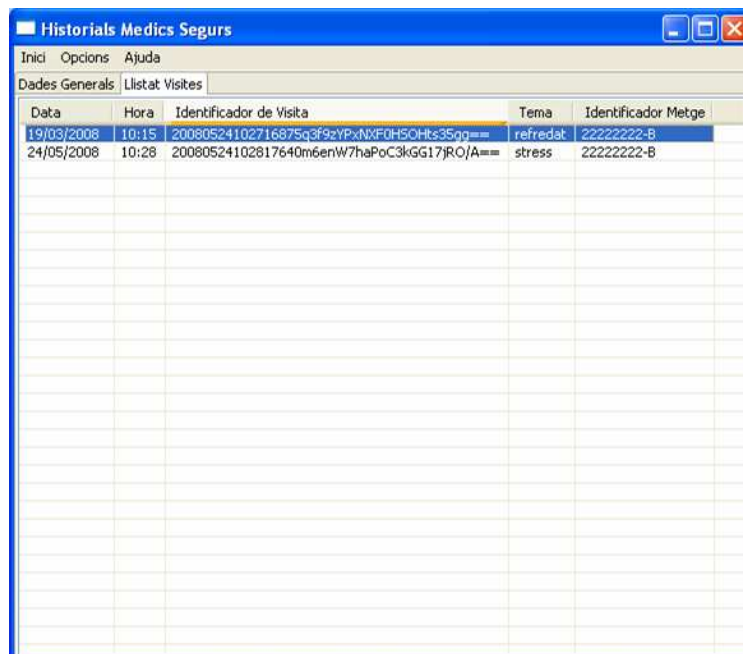 Historials Medics Segurs
Inici Opcions Ajuda
Dades Generals Llistat Visites
Data Hora Identificador de Visita Tema Identificador Metge
19/03/2008 10:15 20080524102716875q3f9zYPxNXF0H5OHts35gg== refredat 22222222-B
24/05/2008 10:28 20080524102817640m6enW7haPoC3kGG17jRO/A== stress 22222222-B